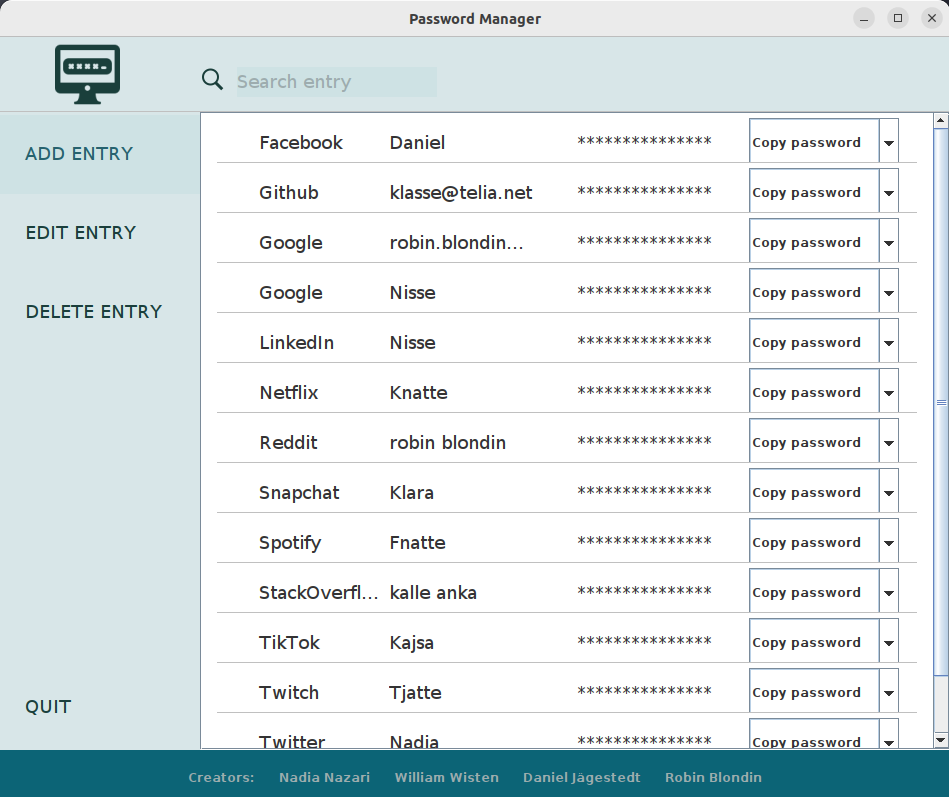 Password Manager
Search entry
ADD ENTRY
EDIT ENTRY
DELETE ENTRY
QUIT
Facebook Daniel *************** Copy password
Github klasse@telia.net *************** Copy password
Google robin.blondin... *************** Copy password
Google Nisse *************** Copy password
LinkedIn Nisse *************** Copy password
Netflix Knatte *************** Copy password
Reddit robin blondin *************** Copy password
Snapchat Klara *************** Copy password
Spotify Fnatte *************** Copy password
StackOverfl... kalle anka *************** Copy password
TikTok Kajsa *************** Copy password
Twitch Tjatte *************** Copy password
Twitter Nadia *************** Copy password
Creators: Nadia Nazari William Wisten Daniel Jägestedt Robin Blondin